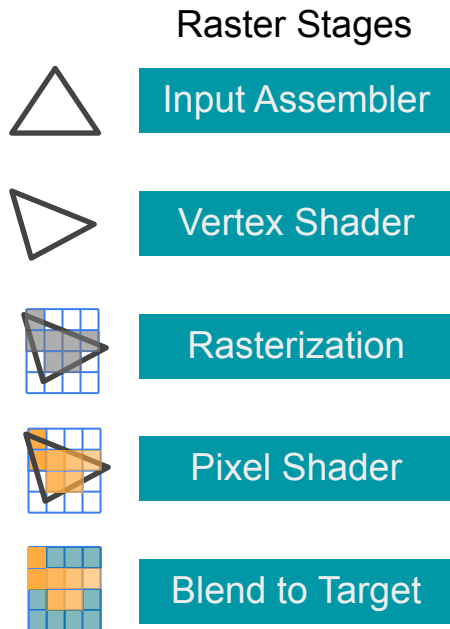 Raster Stages
Input Assembler
Vertex Shader
Rasterization
Pixel Shader
Blend to Target